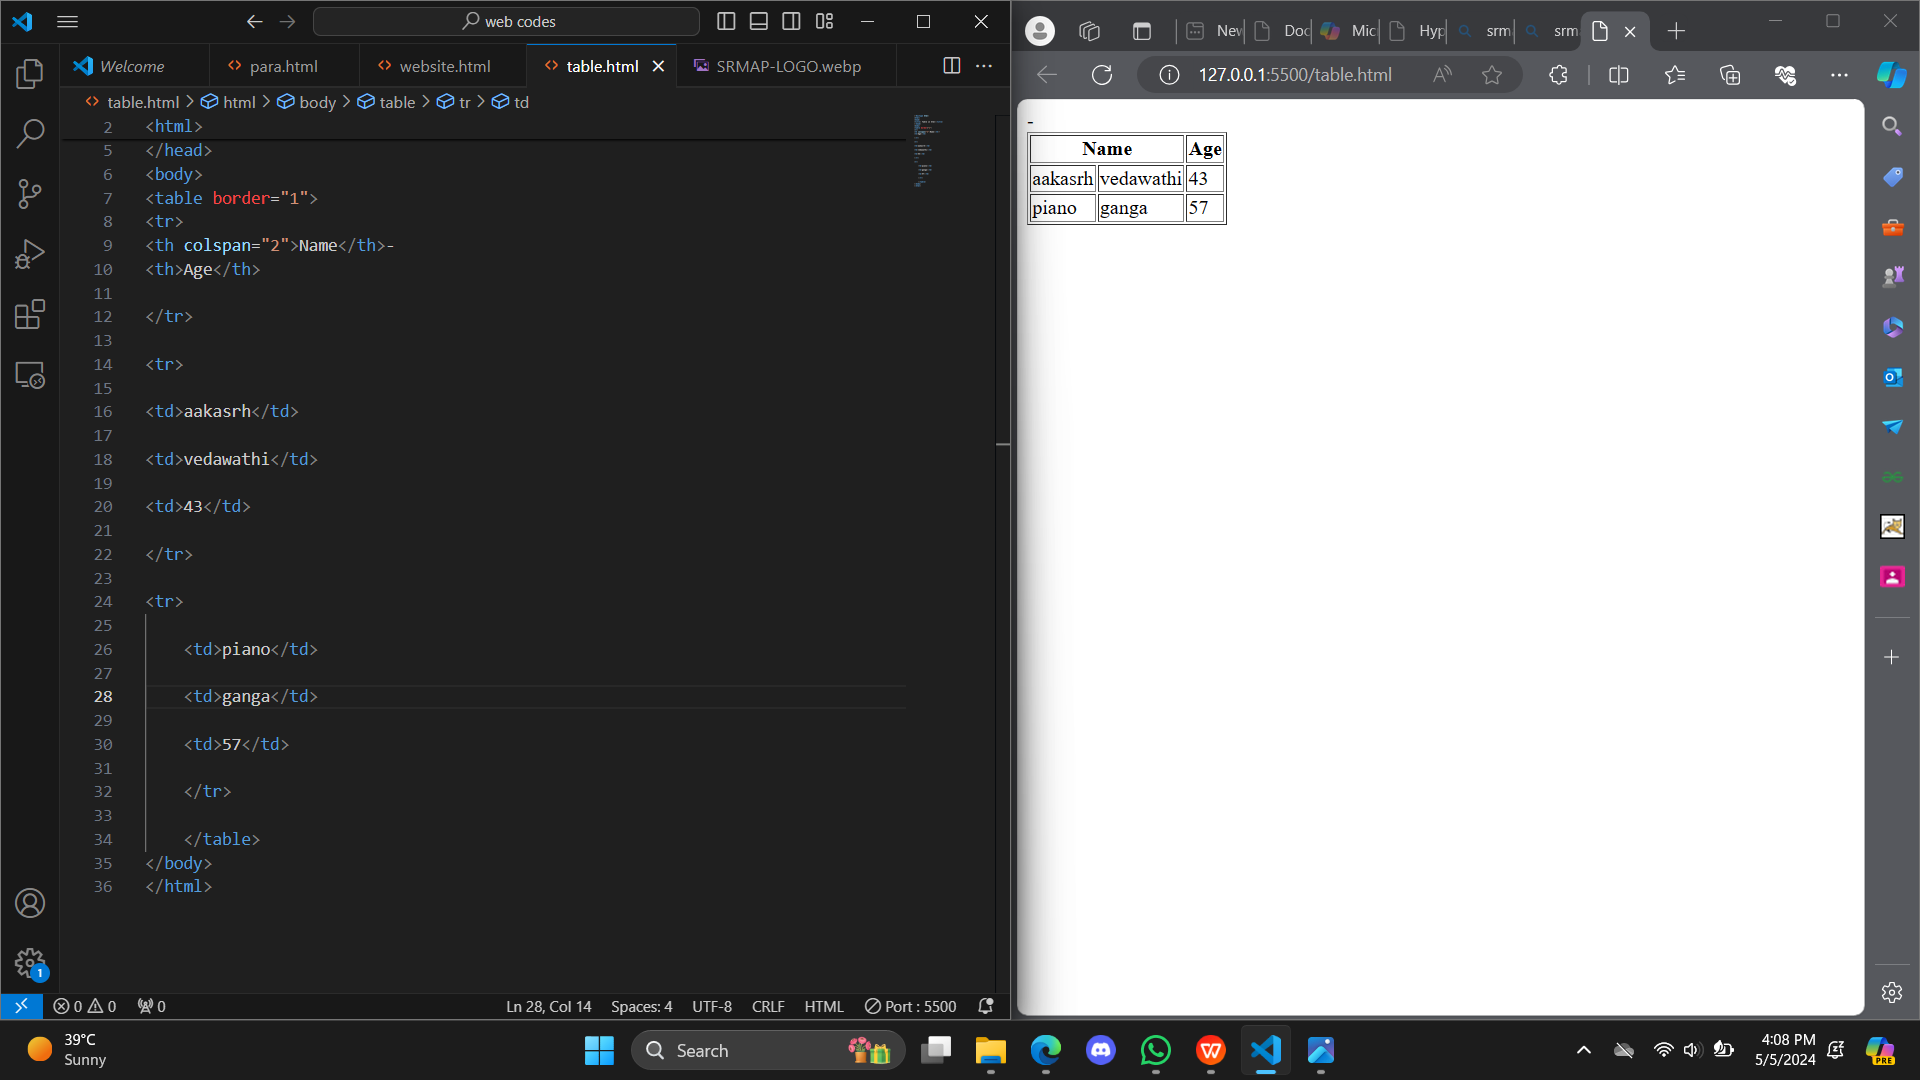 web codes
Welcome
para.html
website.html
table.html
SRMAP-LOGO.webp
table.html > html > body > table > tr > td
2 <html>
5 </head>
6 <body>
7 <table border="1">
8 <tr>
9 <th colspan="2">Name</th>-
10 <th>Age</th>
11
12 </tr>
13
14 <tr>
15
16 <td>aakasrh</td>
17
18 <td>vedawathi</td>
19
20 <td>43</td>
21
22 </tr>
23
24 <tr>
25
26 <td>piano</td>
27
28 <td>ganga</td>
29
30 <td>57</td>
31
32 </tr>
33
34 </table>
35 </body>
36 </html>
1
0 0 0
Ln 28, Col 14 Spaces: 4 UTF-8 CRLF HTML Port : 5500
New Doc Mic Hyp srm srm
127.0.0.1:5500/table.html
-
Name Age
aakasrh vedawathi 43
piano ganga 57
39°C
Sunny
Search
4:08 PM
5/5/2024
PRE